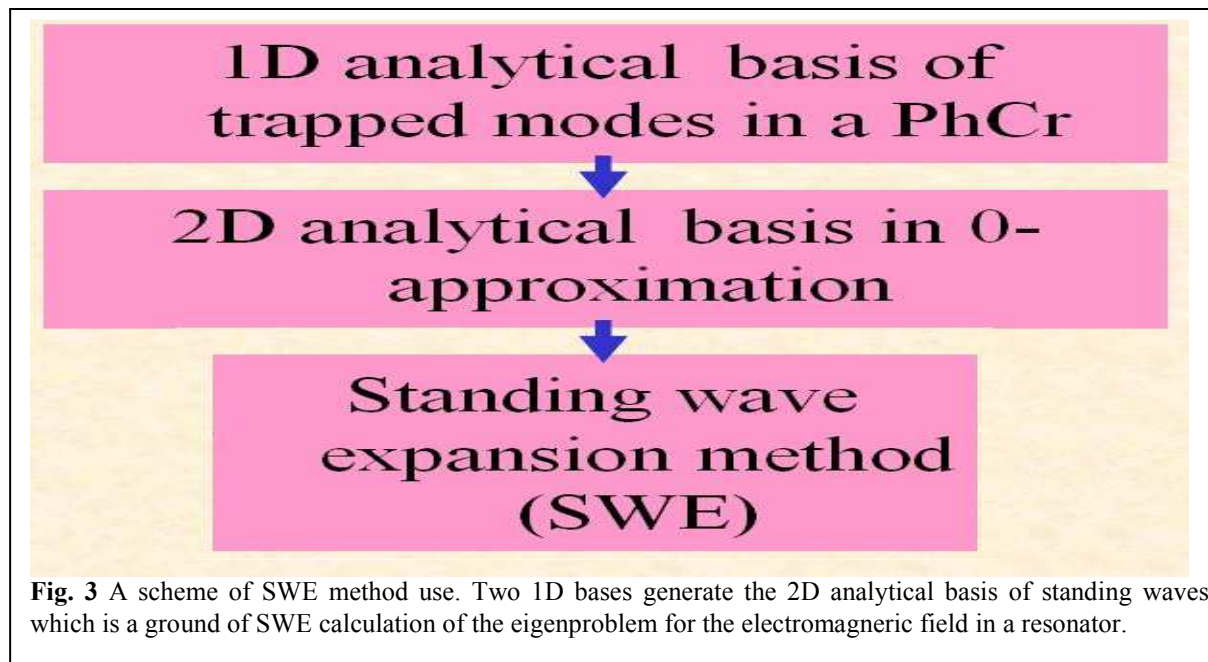 1D analytical basis of
trapped modes in a PhCr
2D analytical basis in 0-
approximation
Standing wave
expansion method
(SWE)
Fig. 3 A scheme of SWE method use. Two 1D bases generate the 2D analytical basis of standing waves
which is a ground of SWE calculation of the eigenproblem for the electromagneric field in a resonator.